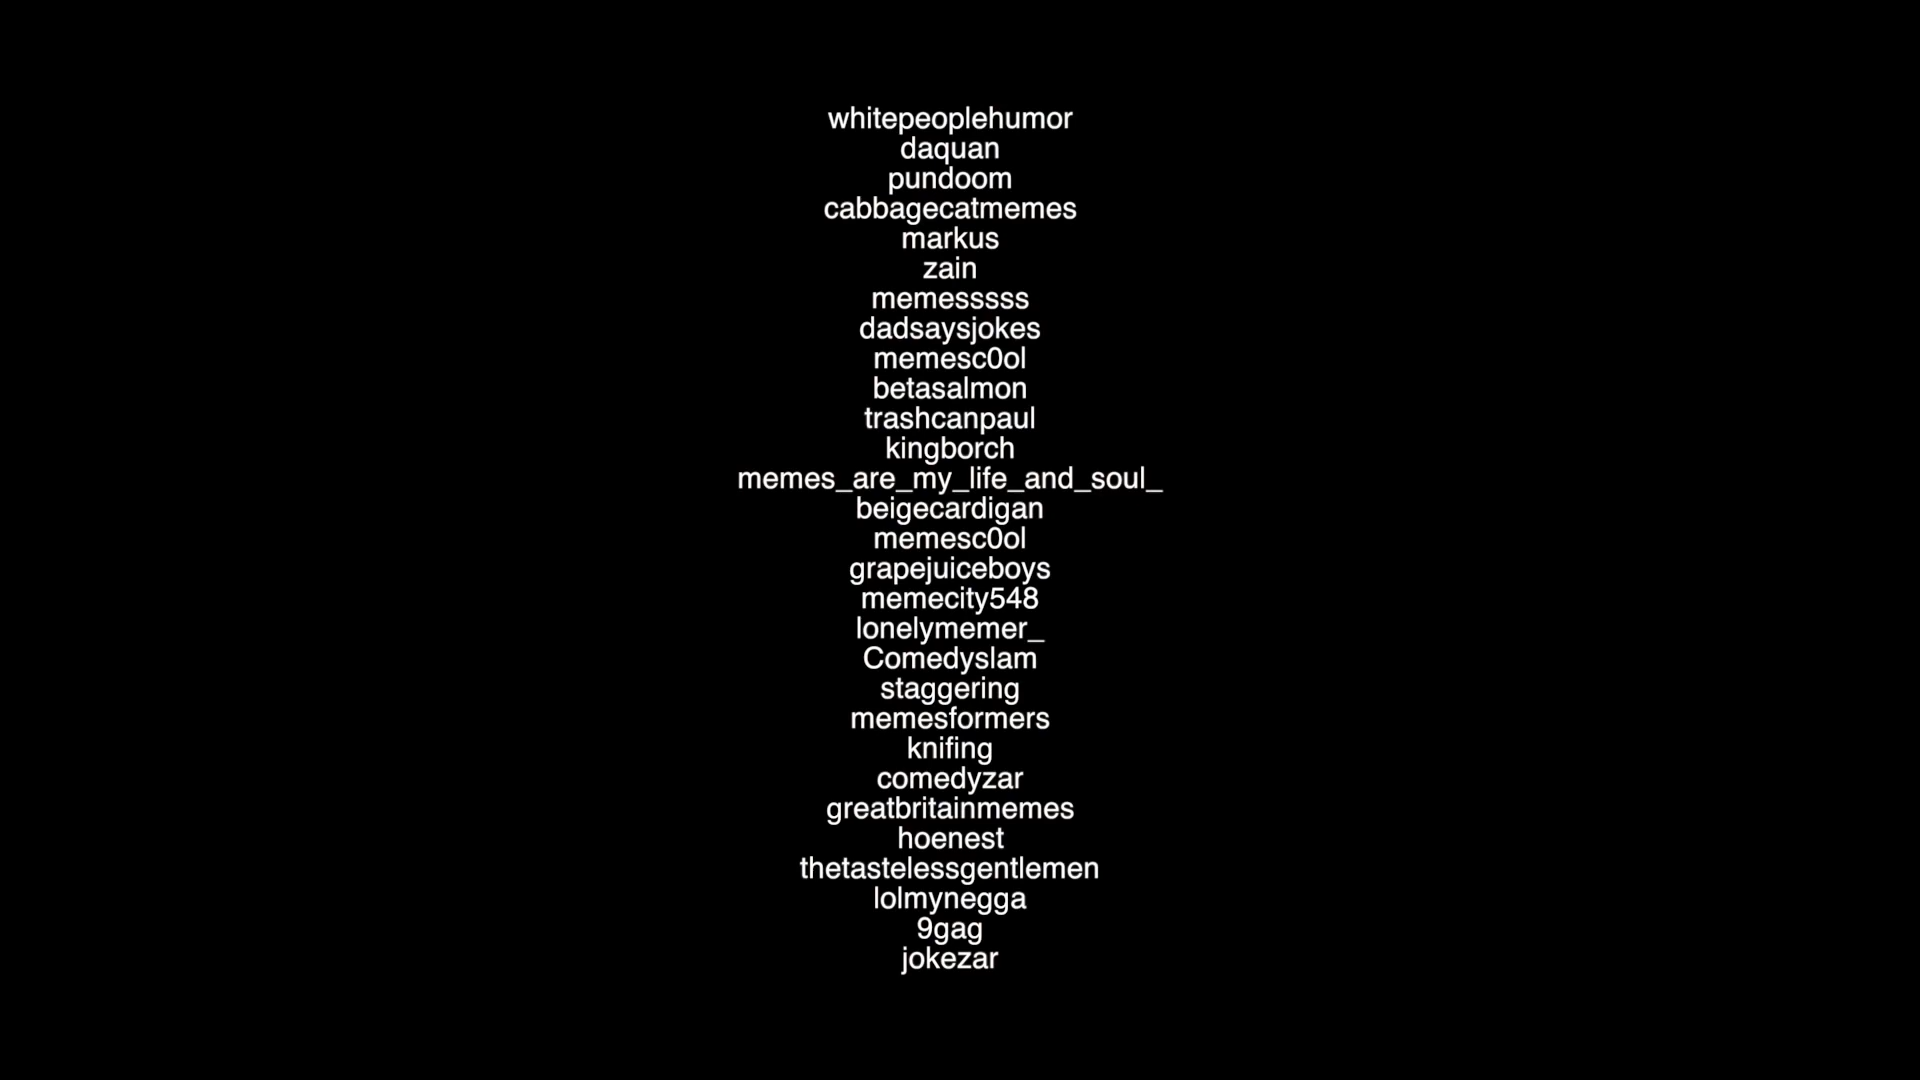 whitepeoplehumor
daquan
pundoom
cabbagecatmemes
markus
zain
memesssss
dadsaysjokes
memesc0ol
betasalmon
trashcanpaul
kingborch
memes_are_my_life_and_soul_
beigecardigan
memesc0ol
grapejuiceboys
memecity548
lonelymemer_
Comedyslam
staggering
memesformers
knifing
comedyzar
greatbritainmemes
hoenest
thetastelessgentlemen
lolmynegga
9gag
jokezar